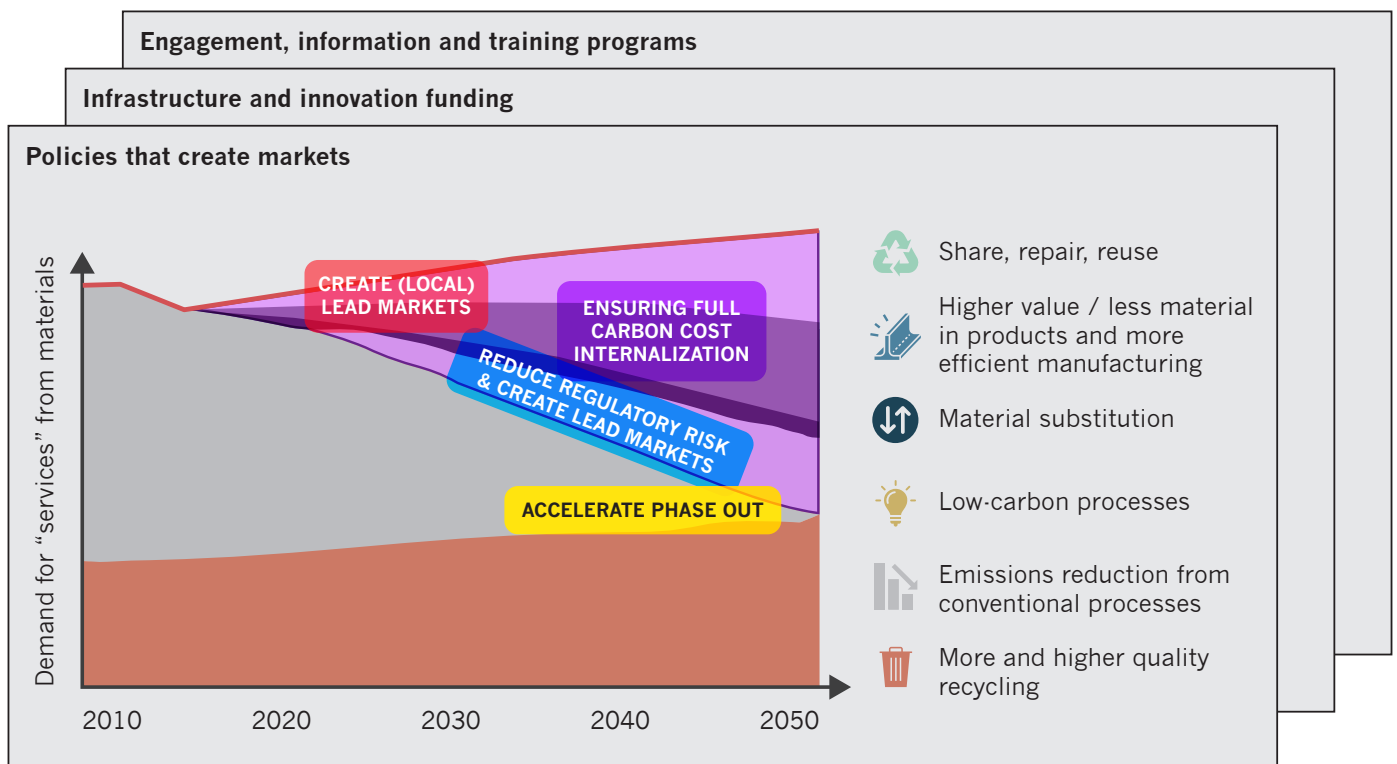 Engagement, information and training programs
Infrastructure and innovation funding
Policies that create markets
Demand for “services” from materials
CREATE (LOCAL)
LEAD MARKETS
ENSURING FULL
CARBON COST
INTERNALIZATION
REDUCE REGULATORY RISK
& CREATE LEAD MARKETS
ACCELERATE PHASE OUT
2010
2020
2030
2040
2050
Share, repair, reuse
Higher value / less material
in products and more
efficient manufacturing
Material substitution
Low-carbon processes
Emissions reduction from
conventional processes
More and higher quality
recycling